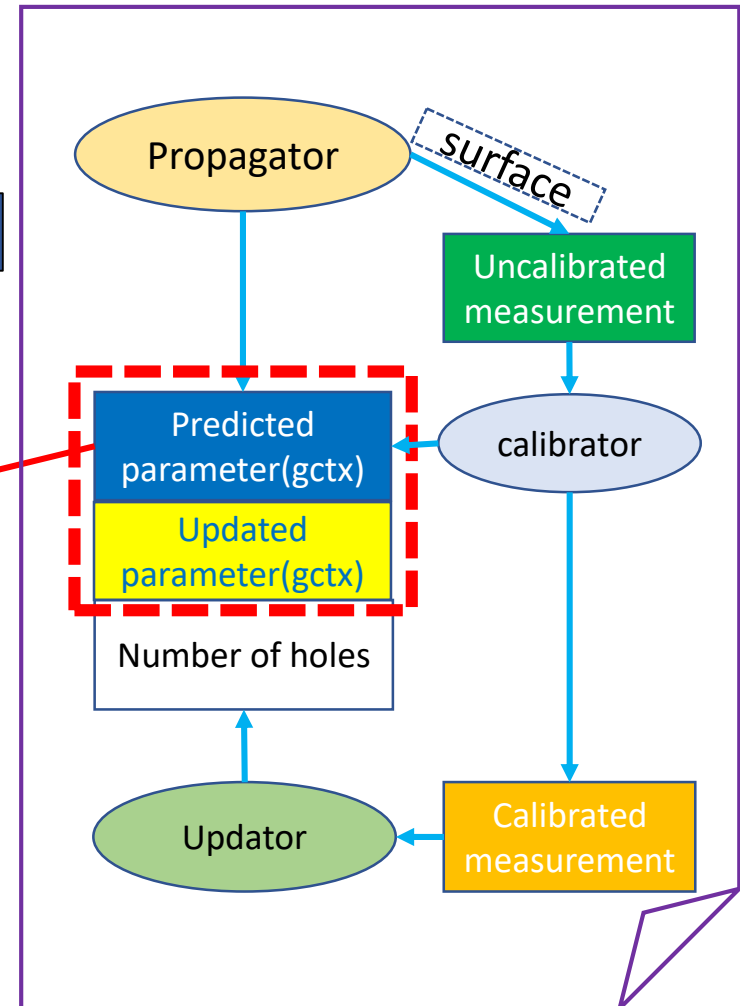 Propagator
surface
Uncalibrated
measurement
Predicted
parameter(gctx)
calibrator
Updated
parameter(gctx)
Number of holes
Updator
Calibrated
measurement